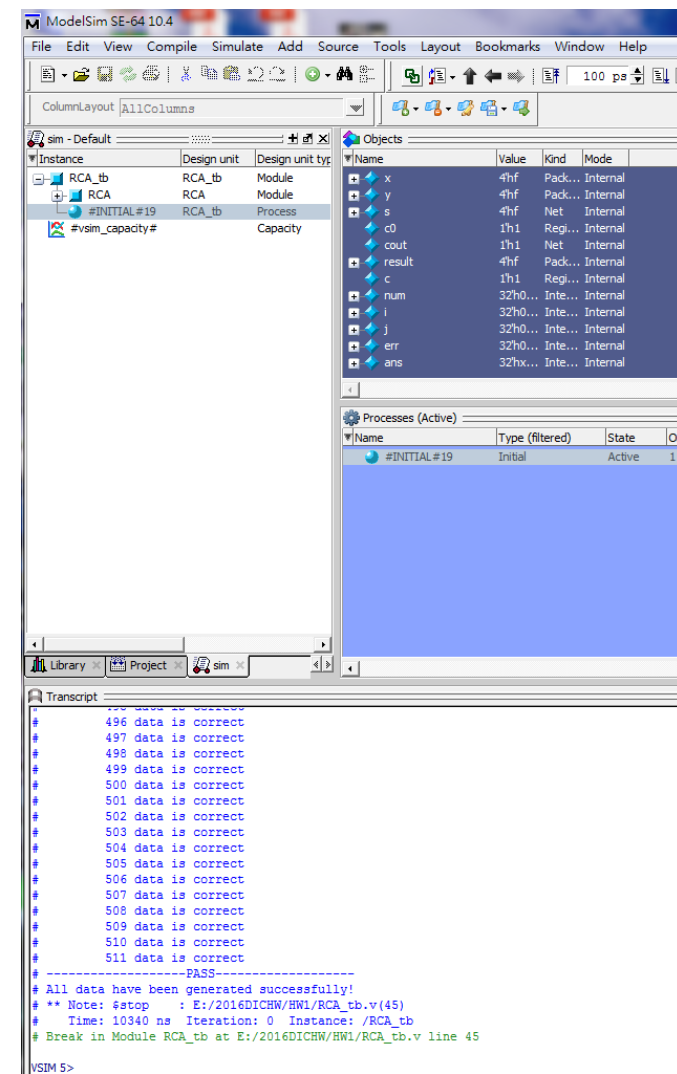 ModelSim SE-64 10.4
File Edit View Compile Simulate Add Source Tools Layout Bookmarks Window Help
100 ps
ColumnLayout AllColumns
sim - Default
Instance Design unit Design unit typ
RCA_tb RCA_tb Module
RCA RCA Module
#INITIAL#19 RCA_tb Process
#vsim_capacity# Capacity
Objects
Name Value Kind Mode
x 4'hf Pack... Internal
y 4'hf Pack... Internal
s 4'hf Net Internal
c0 1'h1 Regi... Internal
cout 1'h1 Net Internal
result 4'hf Pack... Internal
c 1'h1 Regi... Internal
num 32'h0... Inte... Internal
i 32'h0... Inte... Internal
j 32'h0... Inte... Internal
err 32'h0... Inte... Internal
ans 32'hx... Inte... Internal
Processes (Active)
Name Type (filtered) State O
#INITIAL#19 Initial Active 1
Library Project sim
Transcript
# 496 data is correct
# 497 data is correct
# 498 data is correct
# 499 data is correct
# 500 data is correct
# 501 data is correct
# 502 data is correct
# 503 data is correct
# 504 data is correct
# 505 data is correct
# 506 data is correct
# 507 data is correct
# 508 data is correct
# 509 data is correct
# 510 data is correct
# 511 data is correct
# -------------------PASS-------------------
# All data have been generated successfully!
# ** Note: $stop : E:/2016DICHW/HW1/RCA_tb.v(45)
# Time: 10340 ns Iteration: 0 Instance: /RCA_tb
# Break in Module RCA_tb at E:/2016DICHW/HW1/RCA_tb.v line 45
VSIM 5>